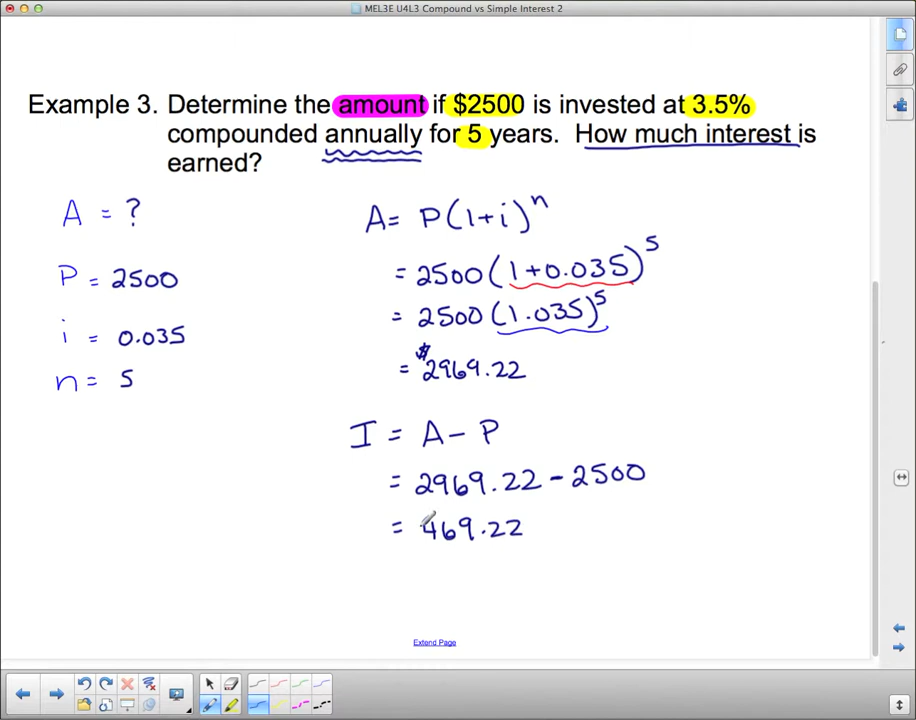 MEL3E U4L3 Compound vs Simple Interest 2
Example 3. Determine the amount if $2500 is invested at 3.5%
compounded annually for 5 years. How much interest is
earned?
A = ?
P = 2500
i = 0.035
n = 5
A = P(1+i)^n
= 2500 (1+0.035)^5
= 2500 (1.035)^5
= $2969.22
I = A - P
= 2969.22 - 2500
= 469.22
Extend Page